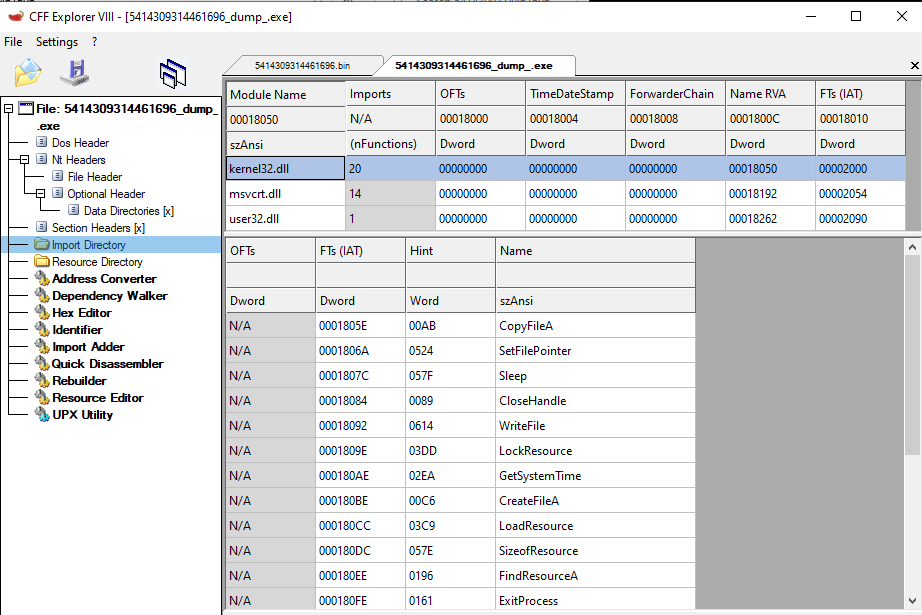 CFF Explorer VIII - [5414309314461696_dump_.exe]
File Settings ?
5414309314461696.bin
5414309314461696_dump_.exe
File: 5414309314461696_dump_
.exe
Dos Header
Nt Headers
File Header
Optional Header
Data Directories [x]
Section Headers [x]
Import Directory
Resource Directory
Address Converter
Dependency Walker
Hex Editor
Identifier
Import Adder
Quick Disassembler
Rebuilder
Resource Editor
UPX Utility
Module Name Imports OFTs TimeDateStamp ForwarderChain Name RVA FTs (IAT)
00018050 N/A 00018000 00018004 00018008 0001800C 00018010
szAnsi (nFunctions) Dword Dword Dword Dword Dword
kernel32.dll 20 00000000 00000000 00000000 00018050 00002000
msvcrt.dll 14 00000000 00000000 00000000 00018192 00002054
user32.dll 1 00000000 00000000 00000000 00018262 00002090
OFTs FTs (IAT) Hint Name
Dword Dword Word szAnsi
N/A 0001805E 00AB CopyFileA
N/A 0001806A 0524 SetFilePointer
N/A 0001807C 057F Sleep
N/A 00018084 0089 CloseHandle
N/A 00018092 0614 WriteFile
N/A 0001809E 03DD LockResource
N/A 000180AE 02EA GetSystemTime
N/A 000180BE 00C6 CreateFileA
N/A 000180CC 03C9 LoadResource
N/A 000180DC 057E SizeofResource
N/A 000180EE 0196 FindResourceA
N/A 000180FE 0161 ExitProcess